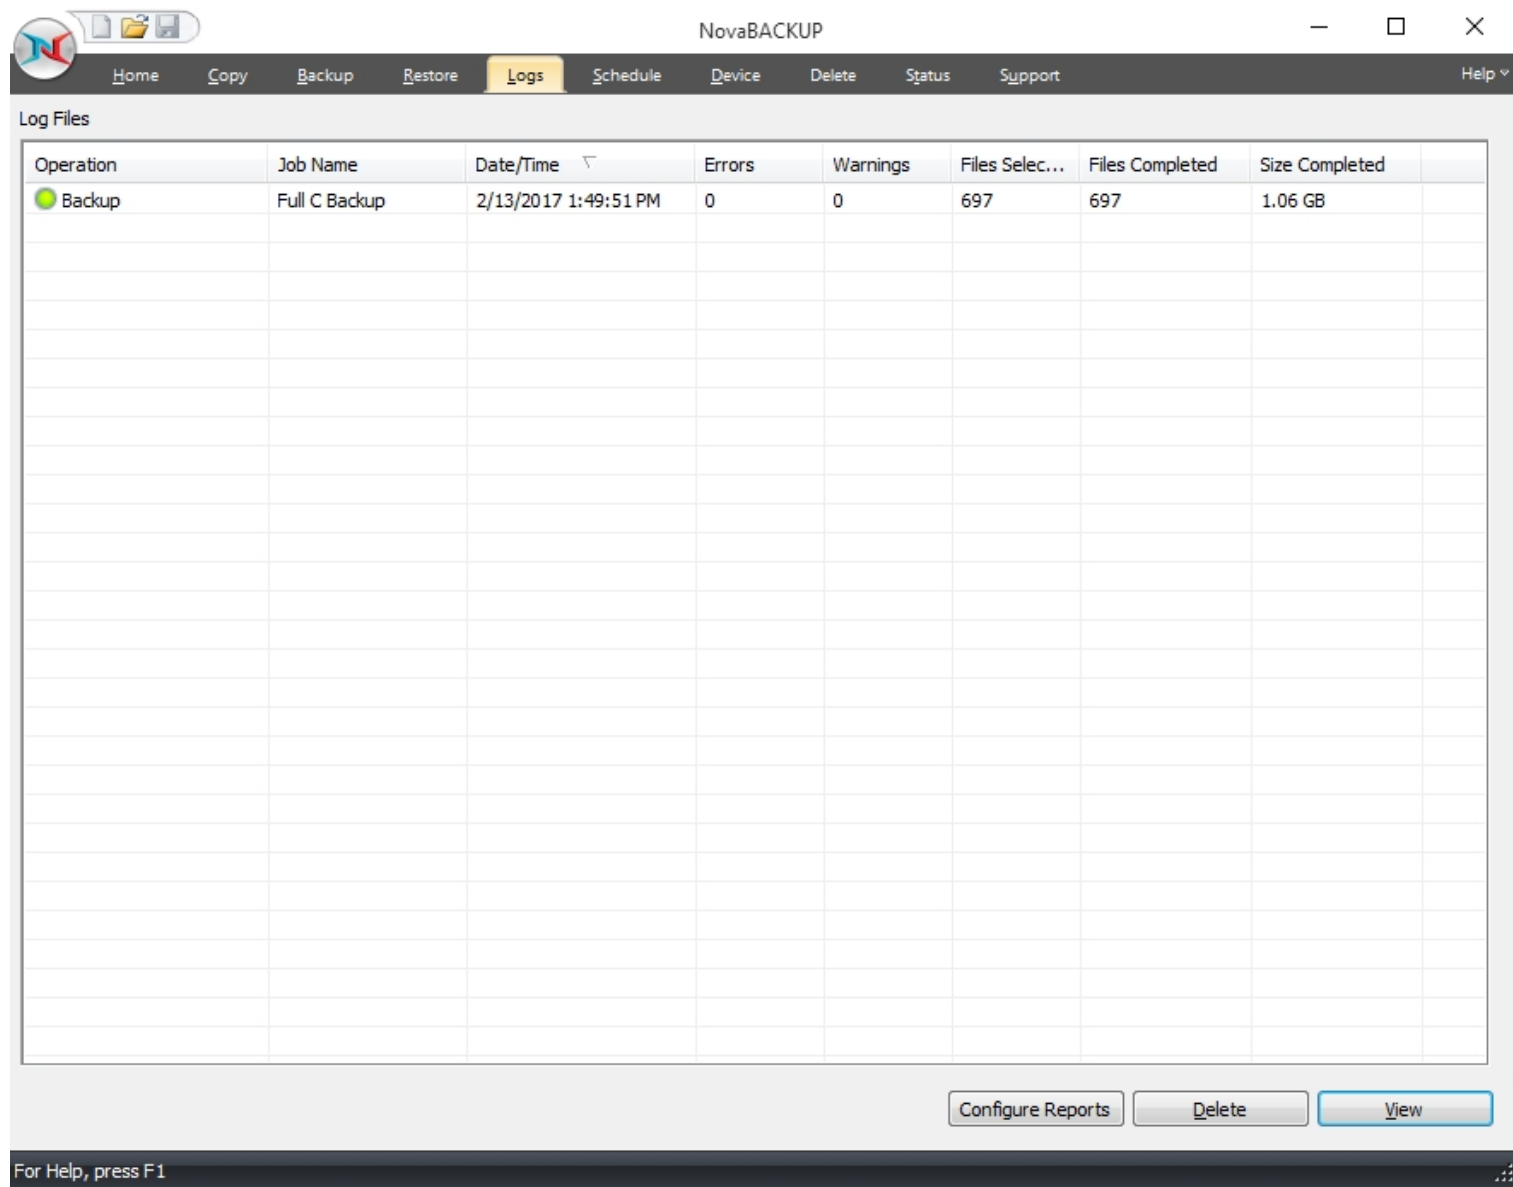 NovaBACKUP
Home Copy Backup Restore Logs Schedule Device Delete Status Support Help
Log Files
Operation Job Name Date/Time Errors Warnings Files Selec... Files Completed Size Completed
Backup Full C Backup 2/13/2017 1:49:51 PM 0 0 697 697 1.06 GB
Configure Reports Delete View
For Help, press F1